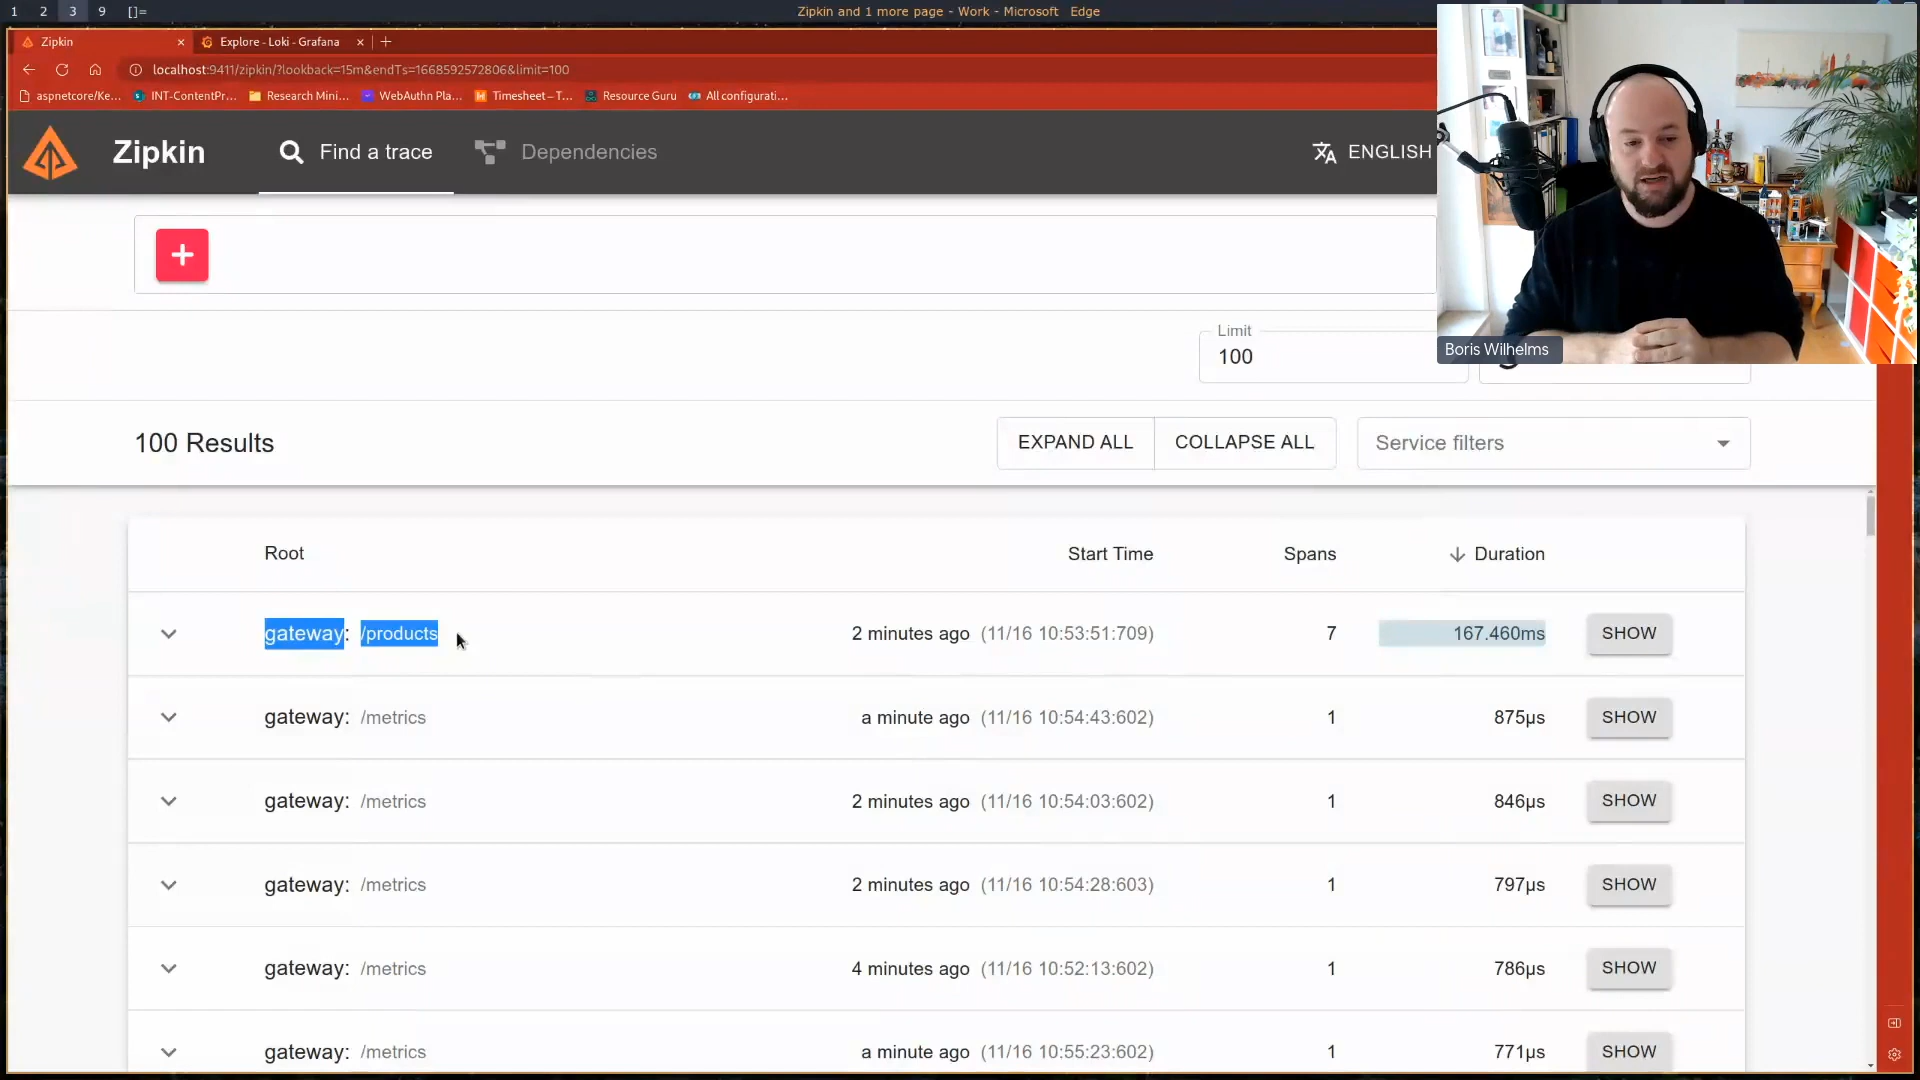 1 2 3 9 []= Zipkin and 1 more page - Work - Microsoft Edge
Zipkin × Explore - Loki - Grafana × +
localhost:9411/zipkin/?lookback=15m&endTs=1668592572806&limit=100
aspnetcore/Ke... INT-ContentPr... Research Mini... WebAuthn Pla... Timesheet – T... Resource Guru All configurati...
Zipkin Find a trace Dependencies ENGLISH
+
Boris Wilhelms
Limit
100
100 Results EXPAND ALL COLLAPSE ALL Service filters
Root Start Time Spans Duration
gateway: /products 2 minutes ago (11/16 10:53:51:709) 7 167.460ms SHOW
gateway: /metrics a minute ago (11/16 10:54:43:602) 1 875μs SHOW
gateway: /metrics 2 minutes ago (11/16 10:54:03:602) 1 846μs SHOW
gateway: /metrics 2 minutes ago (11/16 10:54:28:603) 1 797μs SHOW
gateway: /metrics 4 minutes ago (11/16 10:52:13:602) 1 786μs SHOW
gateway: /metrics a minute ago (11/16 10:55:23:602) 1 771μs SHOW